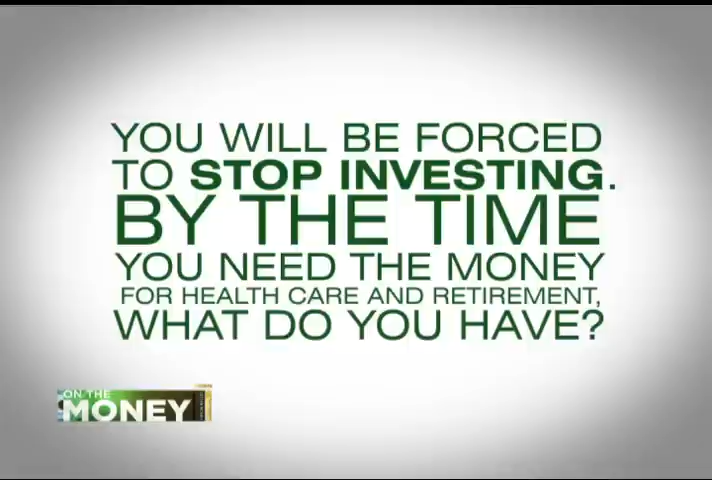 YOU WILL BE FORCED
TO STOP INVESTING.
BY THE TIME
YOU NEED THE MONEY
FOR HEALTH CARE AND RETIREMENT,
WHAT DO YOU HAVE?
ON THE
MONEY